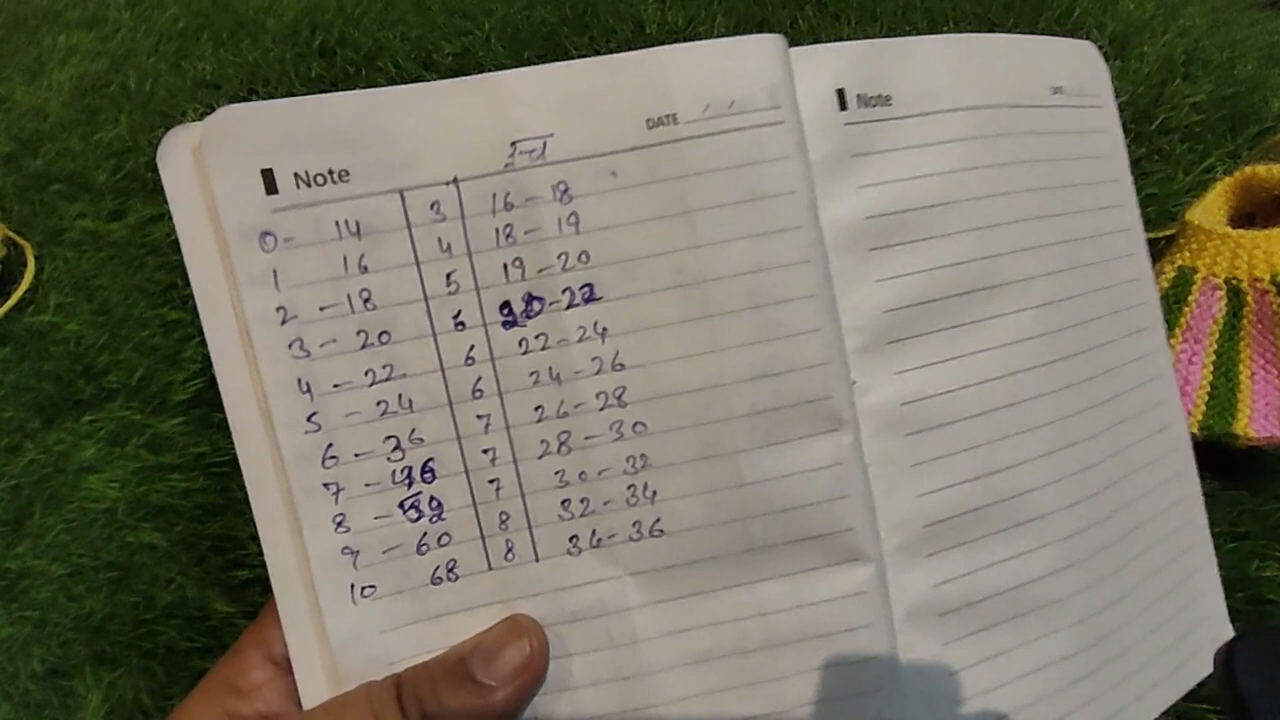 Note DATE / /
इन्च
0- 14 3 16-18
1 16 4 18-19
2 -18 5 19-20
3- 20 6 20-22
4 -22 6 22-24
5 -24 6 24-26
6 -36 7 26-28
7 -46 7 28-30
8 -52 7 30-32
9 -60 8 32-34
10 68 8 34-36
Note